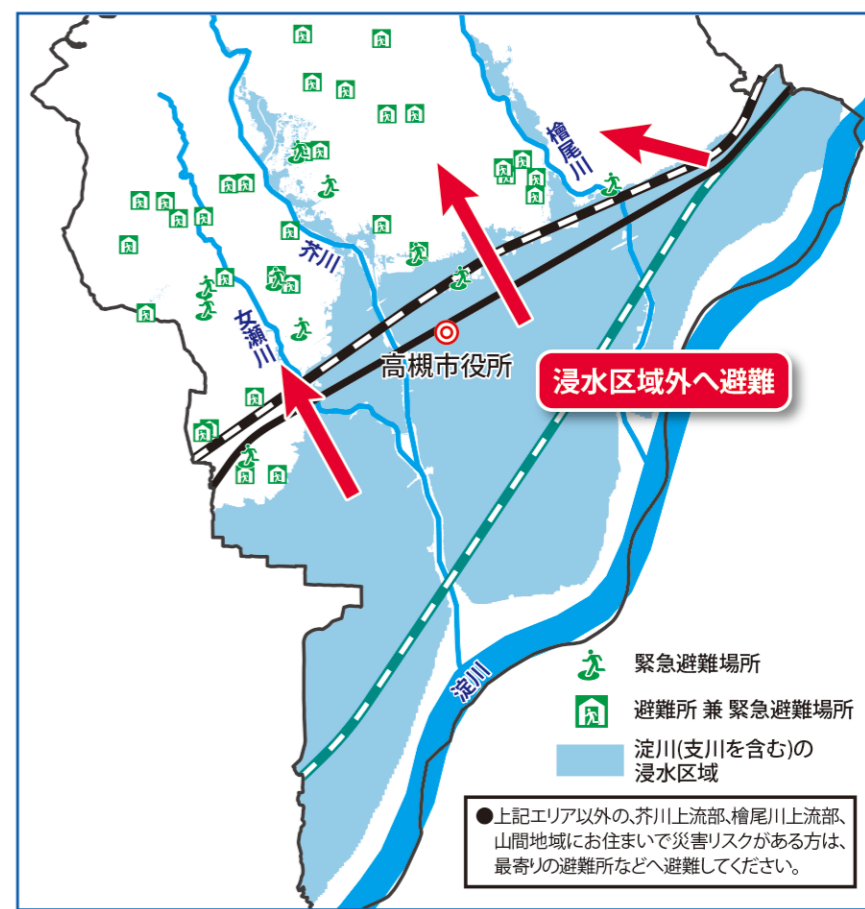 檜尾川
芥川
女瀬川
高槻市役所
浸水区域外へ避難
淀川
緊急避難場所
避難所 兼 緊急避難場所
淀川(支川を含む)の
浸水区域
●上記エリア以外の、芥川上流部、檜尾川上流部、
山間地域にお住まいで災害リスクがある方は、
最寄りの避難所などへ避難してください。